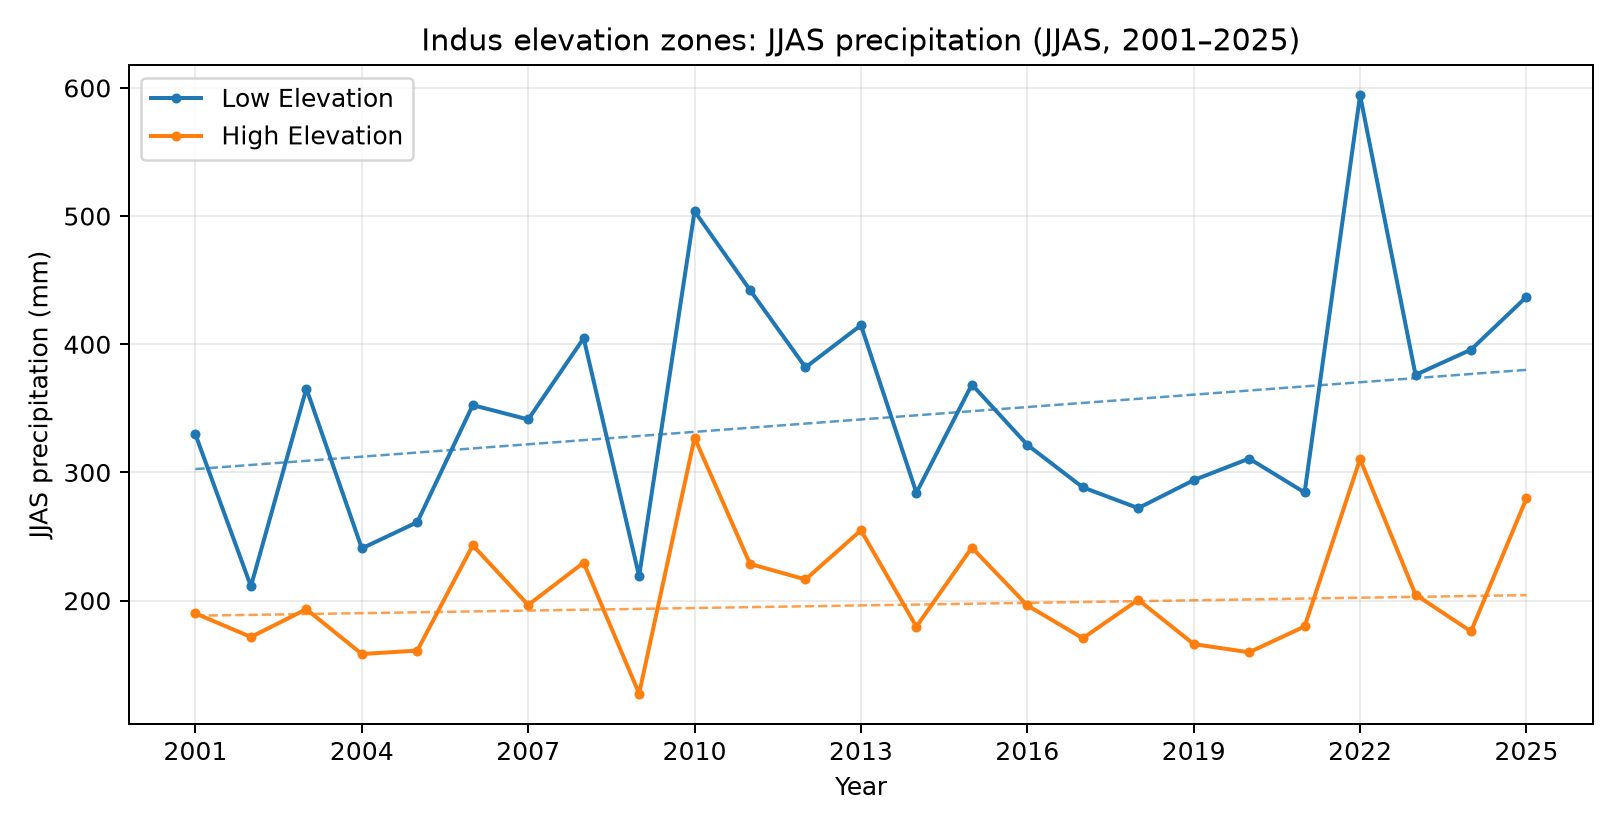 Indus elevation zones: JJAS precipitation (JJAS, 2001–2025)
Low Elevation
High Elevation
JJAS precipitation (mm)
600
500
400
300
200
2001 2004 2007 2010 2013 2016 2019 2022 2025
Year